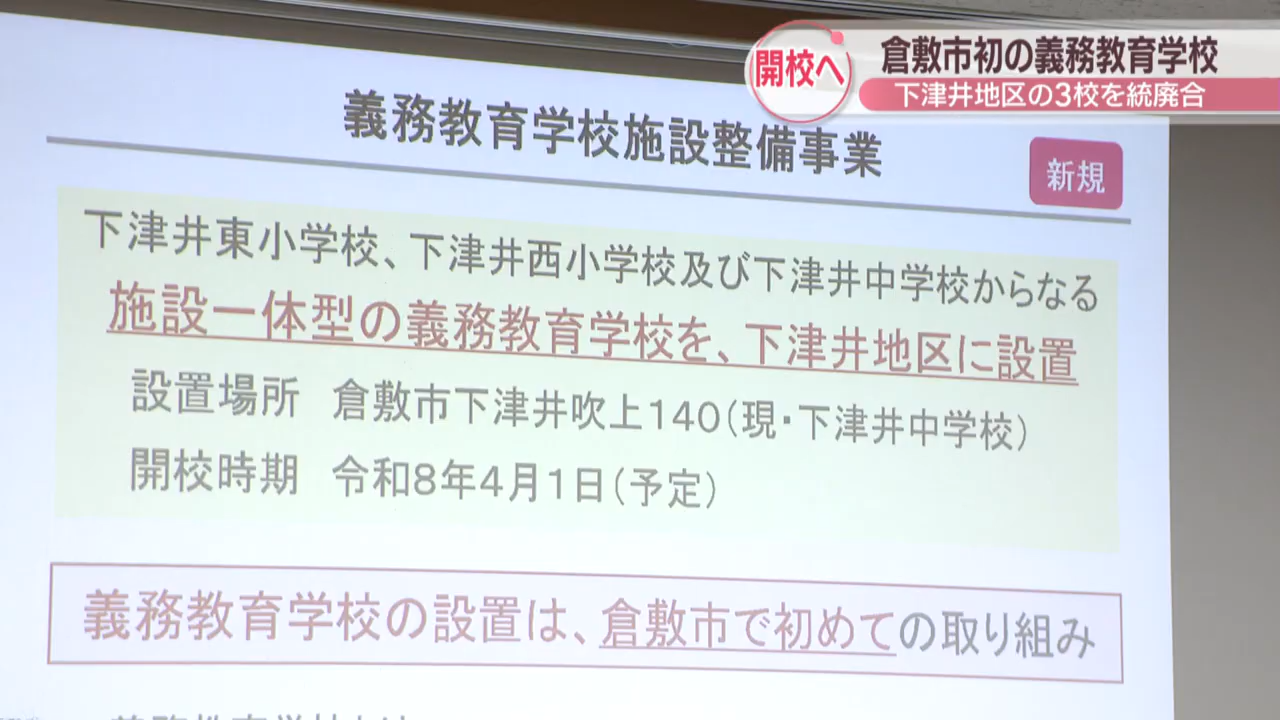 開校へ
倉敷市初の義務教育学校
下津井地区の3校を統廃合
義務教育学校施設整備事業
新規
下津井東小学校、下津井西小学校及び下津井中学校からなる
施設一体型の義務教育学校を、下津井地区に設置
設置場所 倉敷市下津井吹上140(現・下津井中学校)
開校時期 令和8年4月1日(予定)
義務教育学校の設置は、倉敷市で初めての取り組み